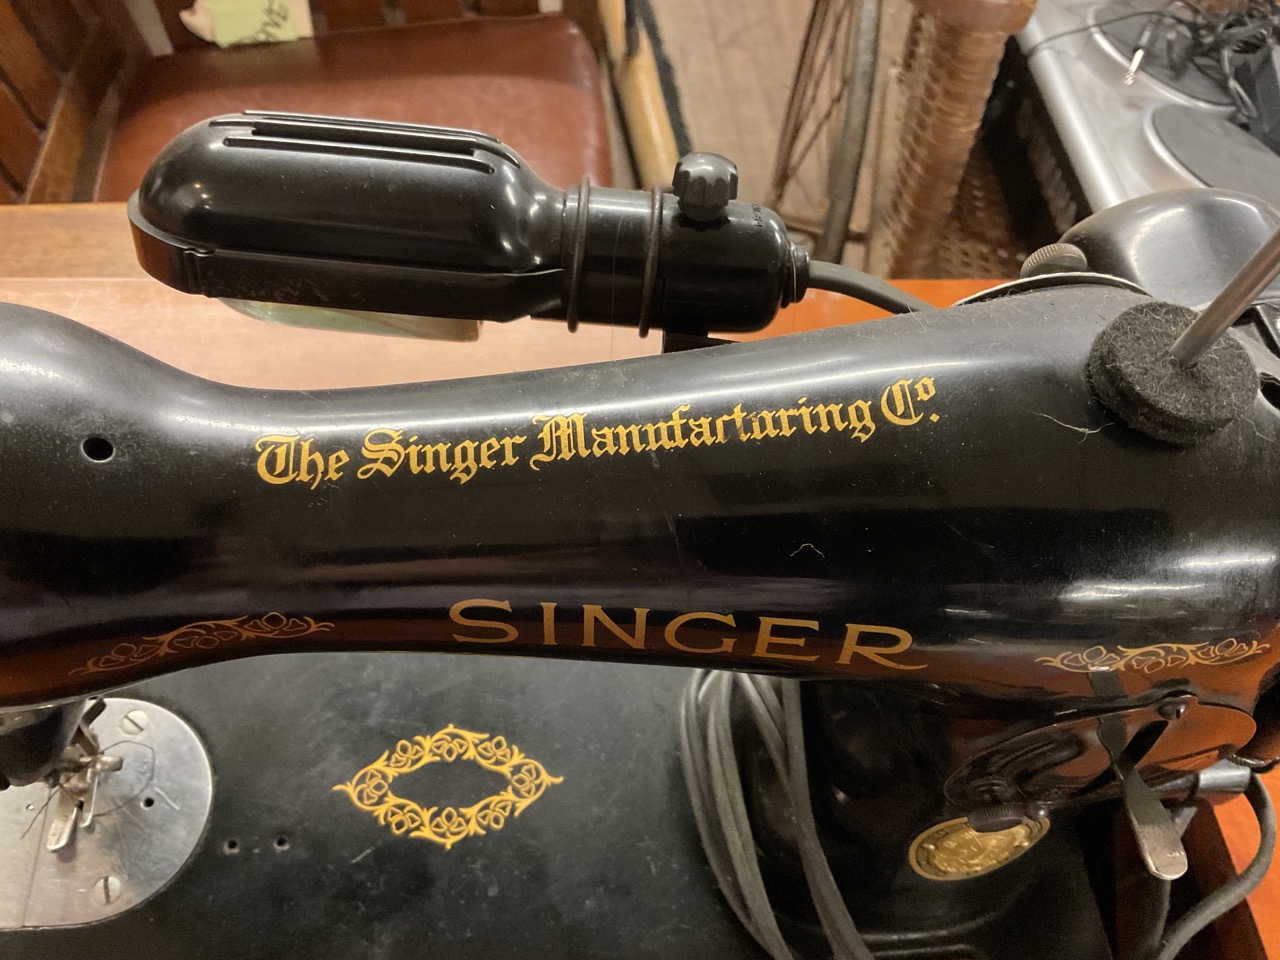 The Singer Manufacturing Co.
SINGER